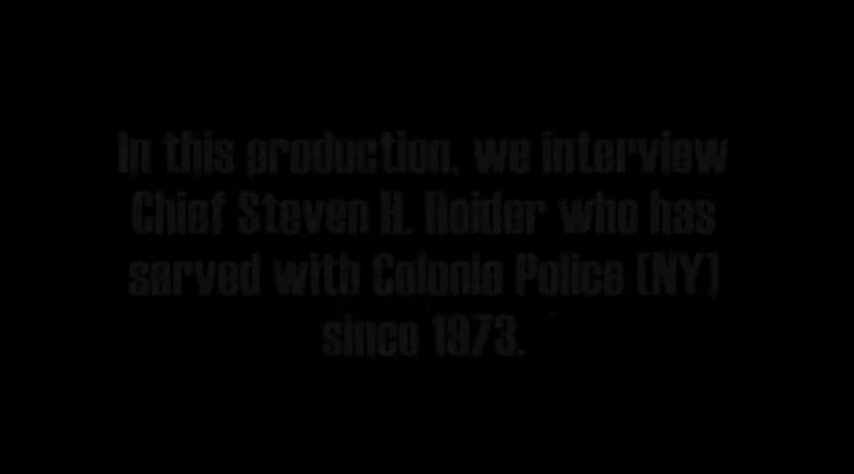 In this production, we interview
Chief Steven H. Heider who has
served with Colonie Police (NY)
since 1973.